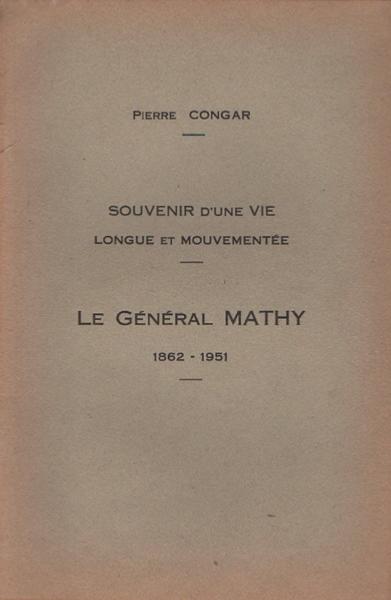 Pierre CONGAR
SOUVENIR D'UNE VIE
LONGUE ET MOUVEMENTÉE
LE GÉNÉRAL MATHY
1862 - 1951